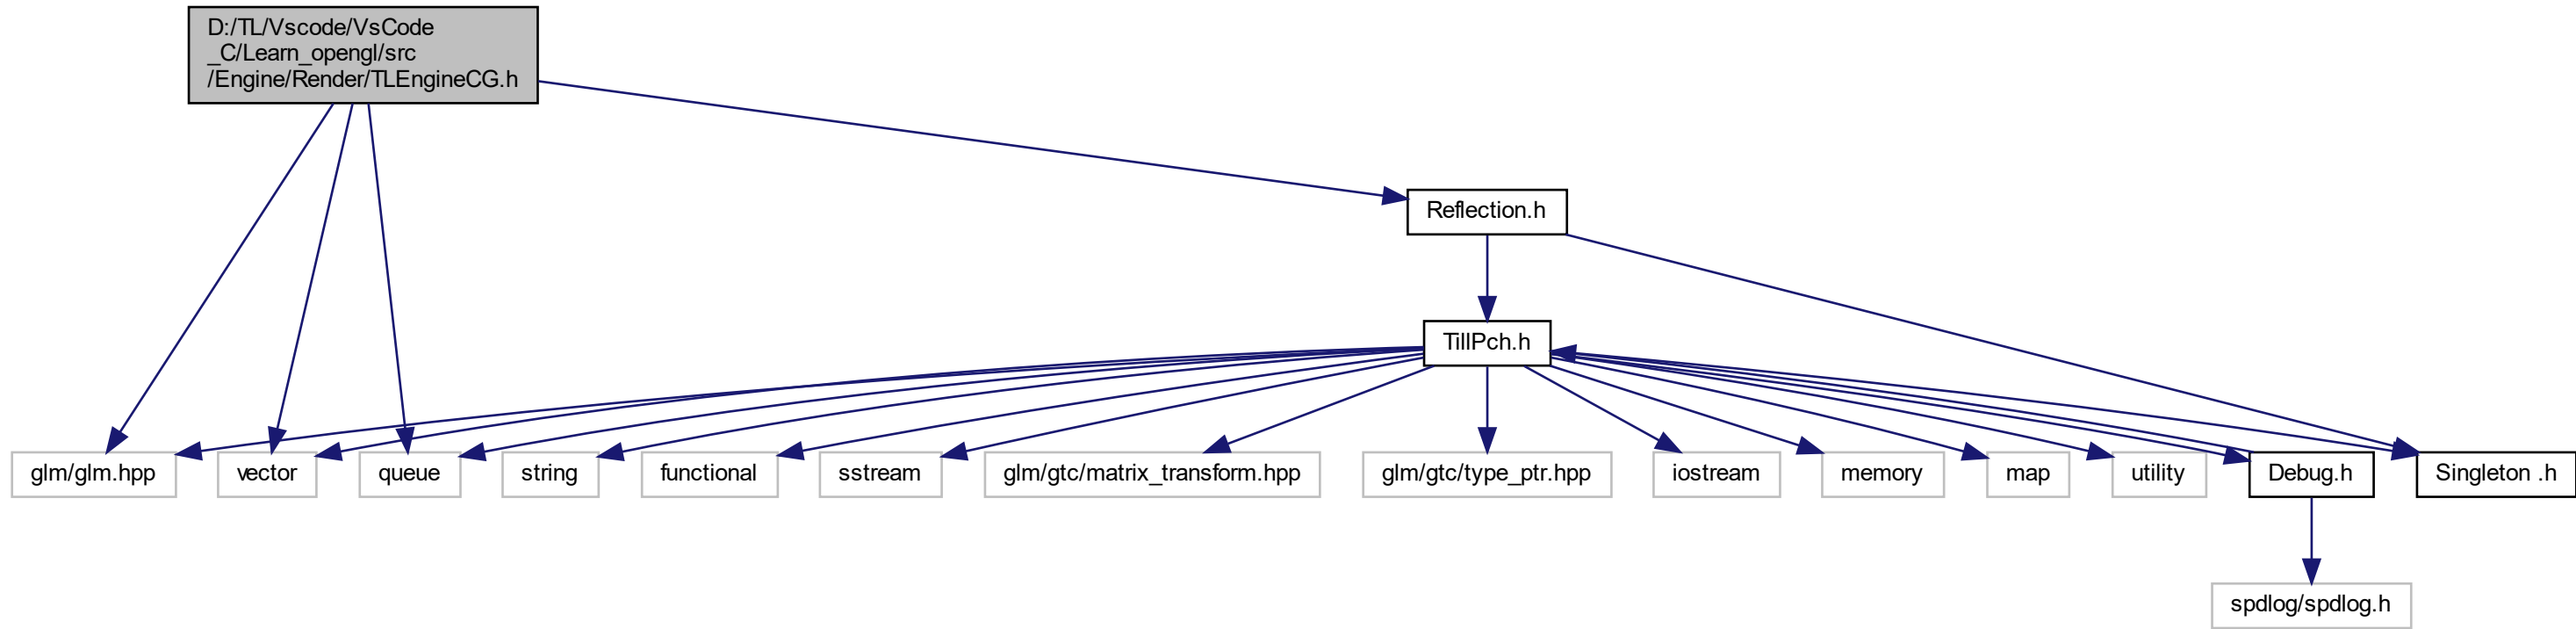 D:/TL/Vscode/VsCode
_C/Learn_opengl/src
/Engine/Render/TLEngineCG.h
Reflection.h
TillPch.h
glm/glm.hpp
vector
queue
string
functional
sstream
glm/gtc/matrix_transform.hpp
glm/gtc/type_ptr.hpp
iostream
memory
map
utility
Debug.h
Singleton .h
spdlog/spdlog.h